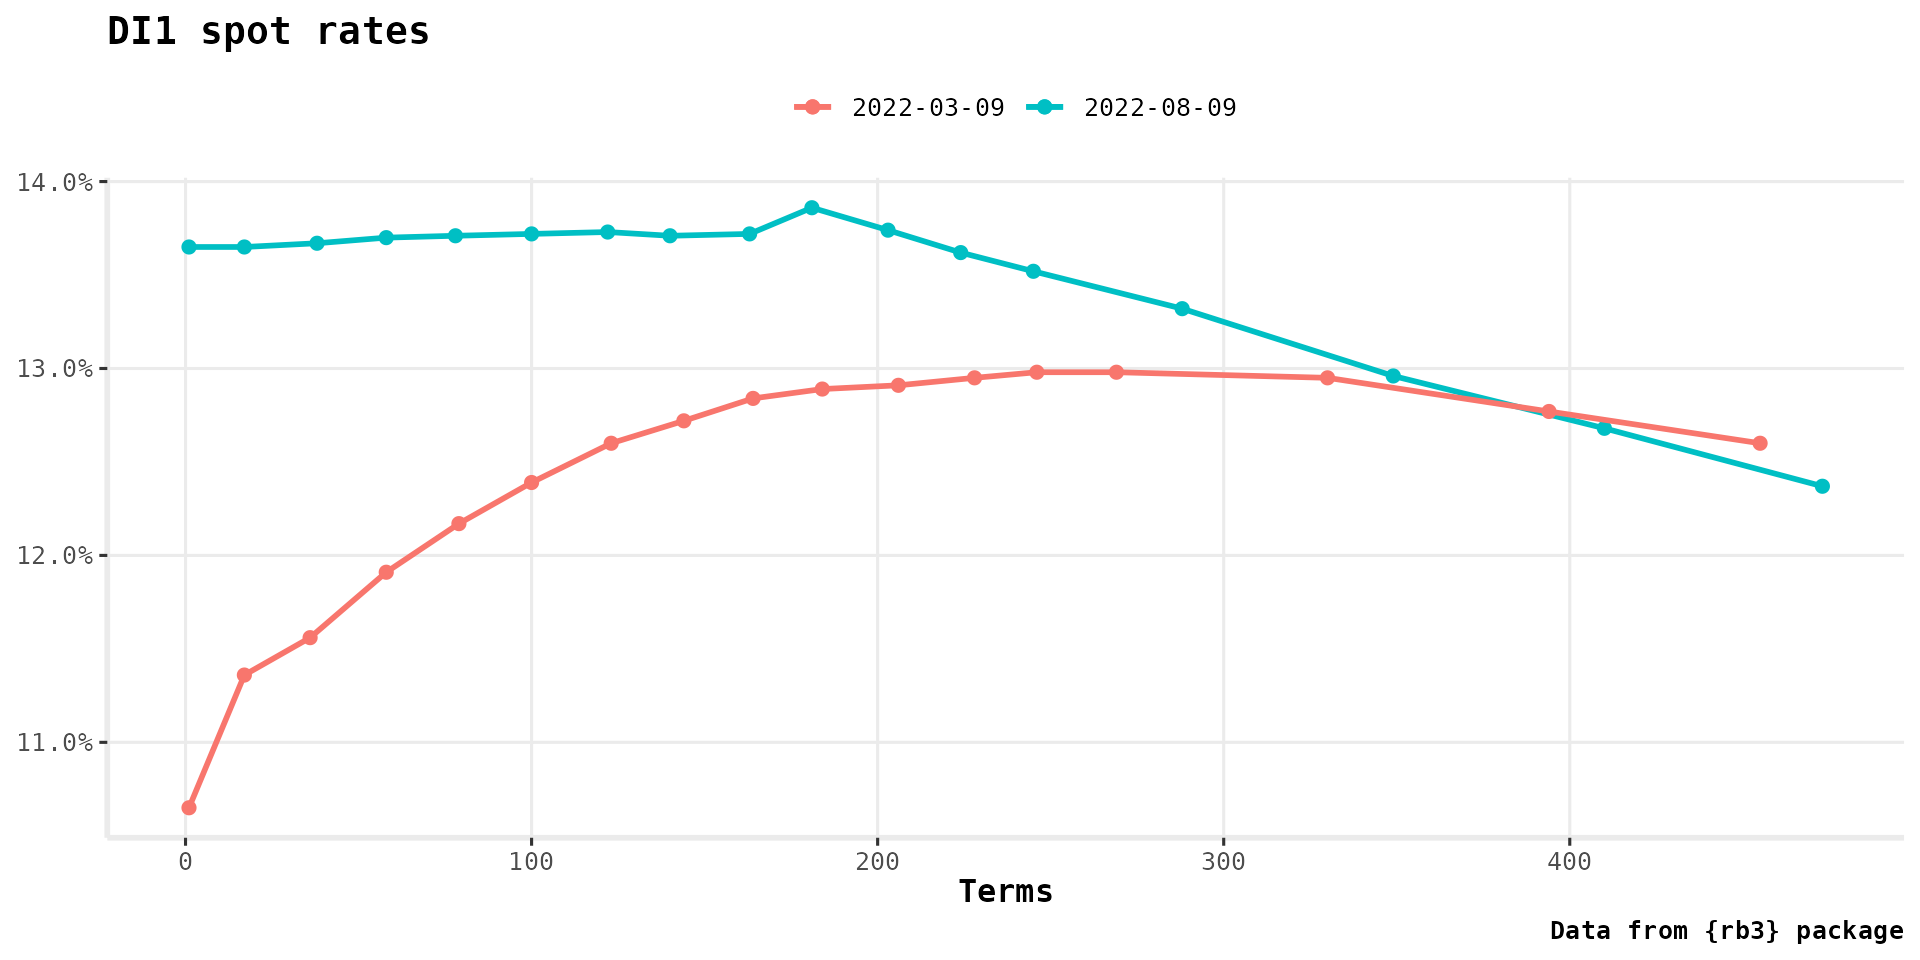 DI1 spot rates
2022-03-09 2022-08-09
14.0%
13.0%
12.0%
11.0%
0 100 200 300 400
Terms
Data from {rb3} package